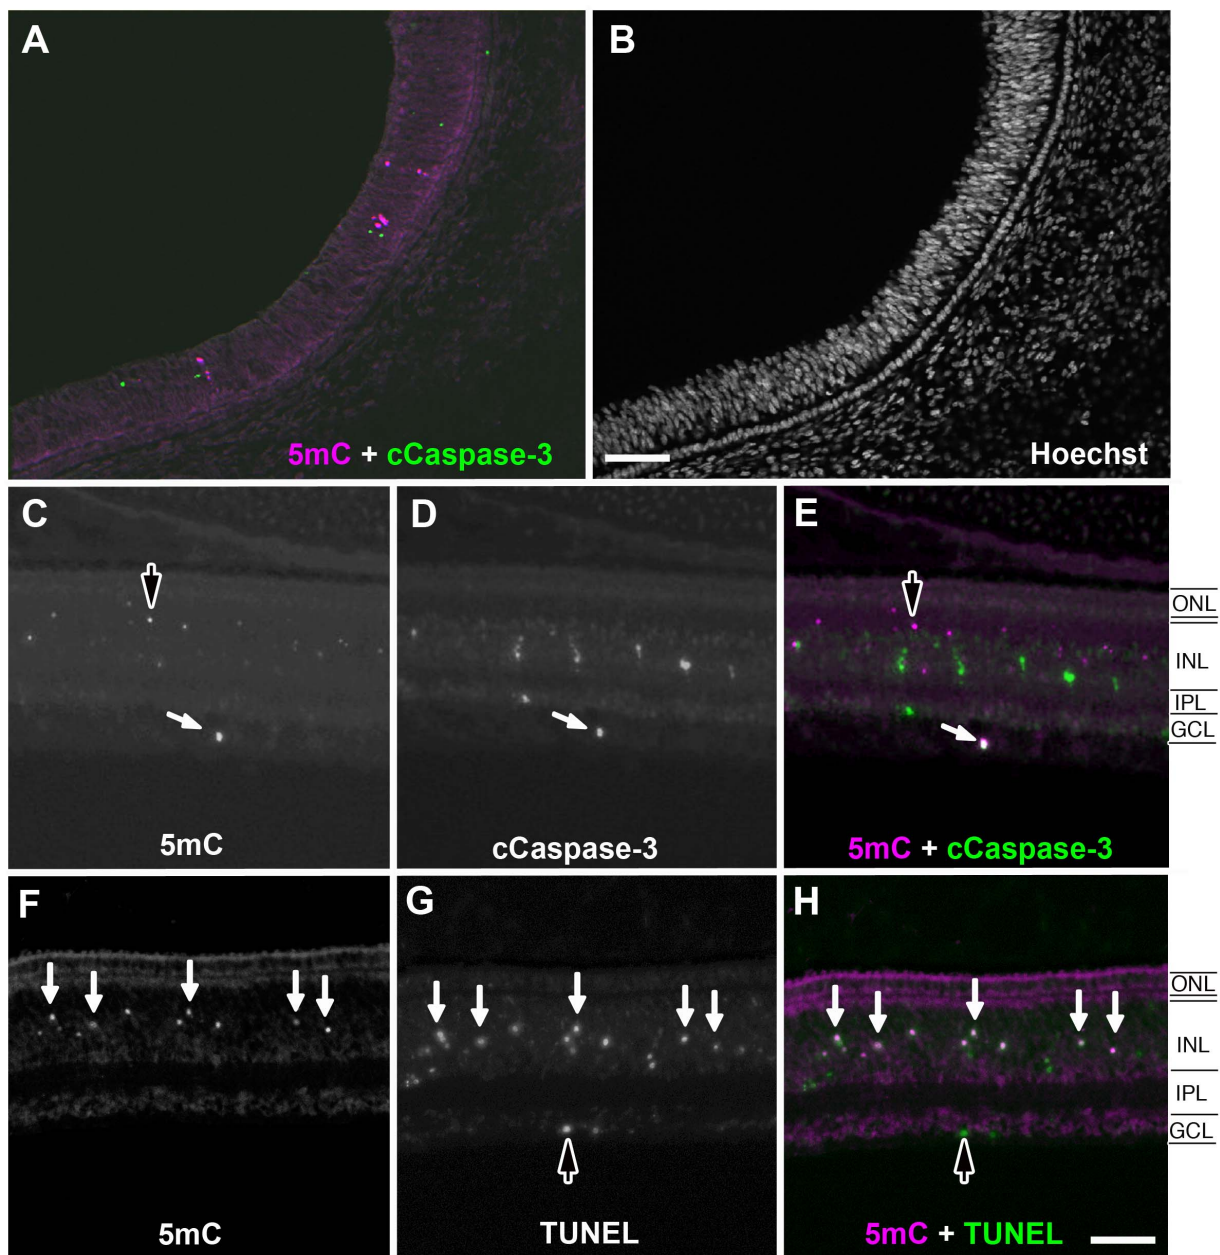 A
B
5mC + cCaspase-3
Hoechst
C
D
E
ONL
INL
IPL
GCL
5mC
cCaspase-3
5mC + cCaspase-3
F
G
H
ONL
INL
IPL
GCL
5mC
TUNEL
5mC + TUNEL